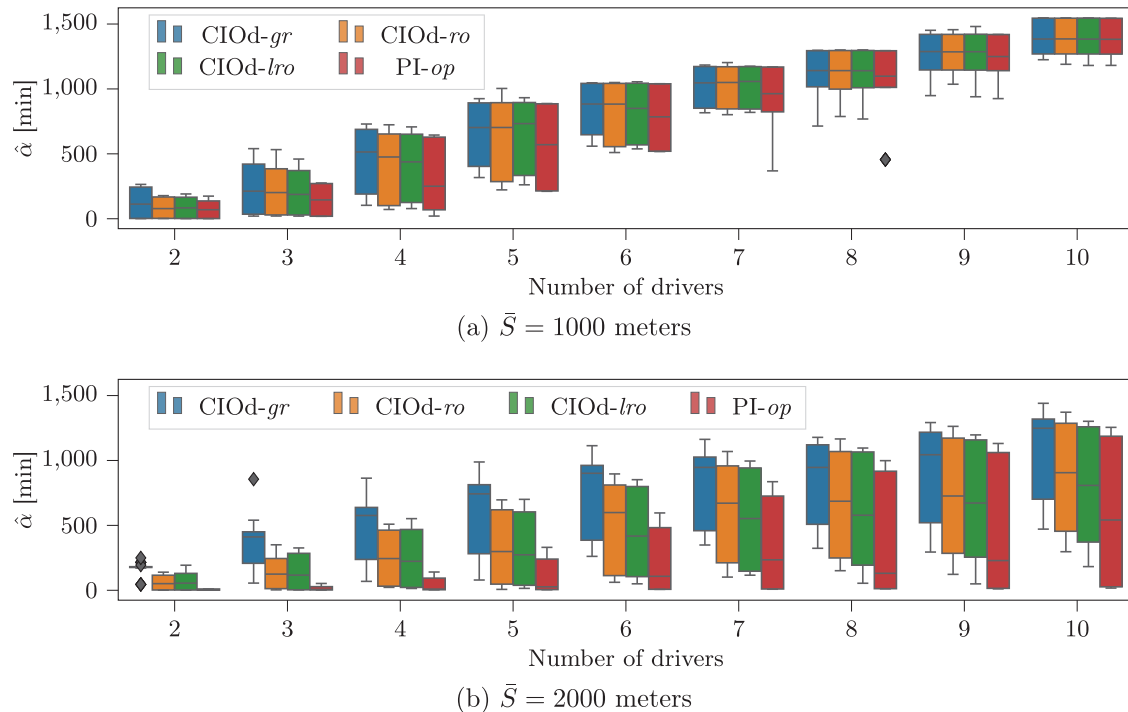 1,500
1,000
500
0
α̂ [min]
CIOd-gr
CIOd-ro
CIOd-lro
PI-op
2 3 4 5 6 7 8 9 10
Number of drivers
(a) S̄ = 1000 meters
1,500
1,000
500
0
α̂ [min]
CIOd-gr CIOd-ro CIOd-lro PI-op
2 3 4 5 6 7 8 9 10
Number of drivers
(b) S̄ = 2000 meters